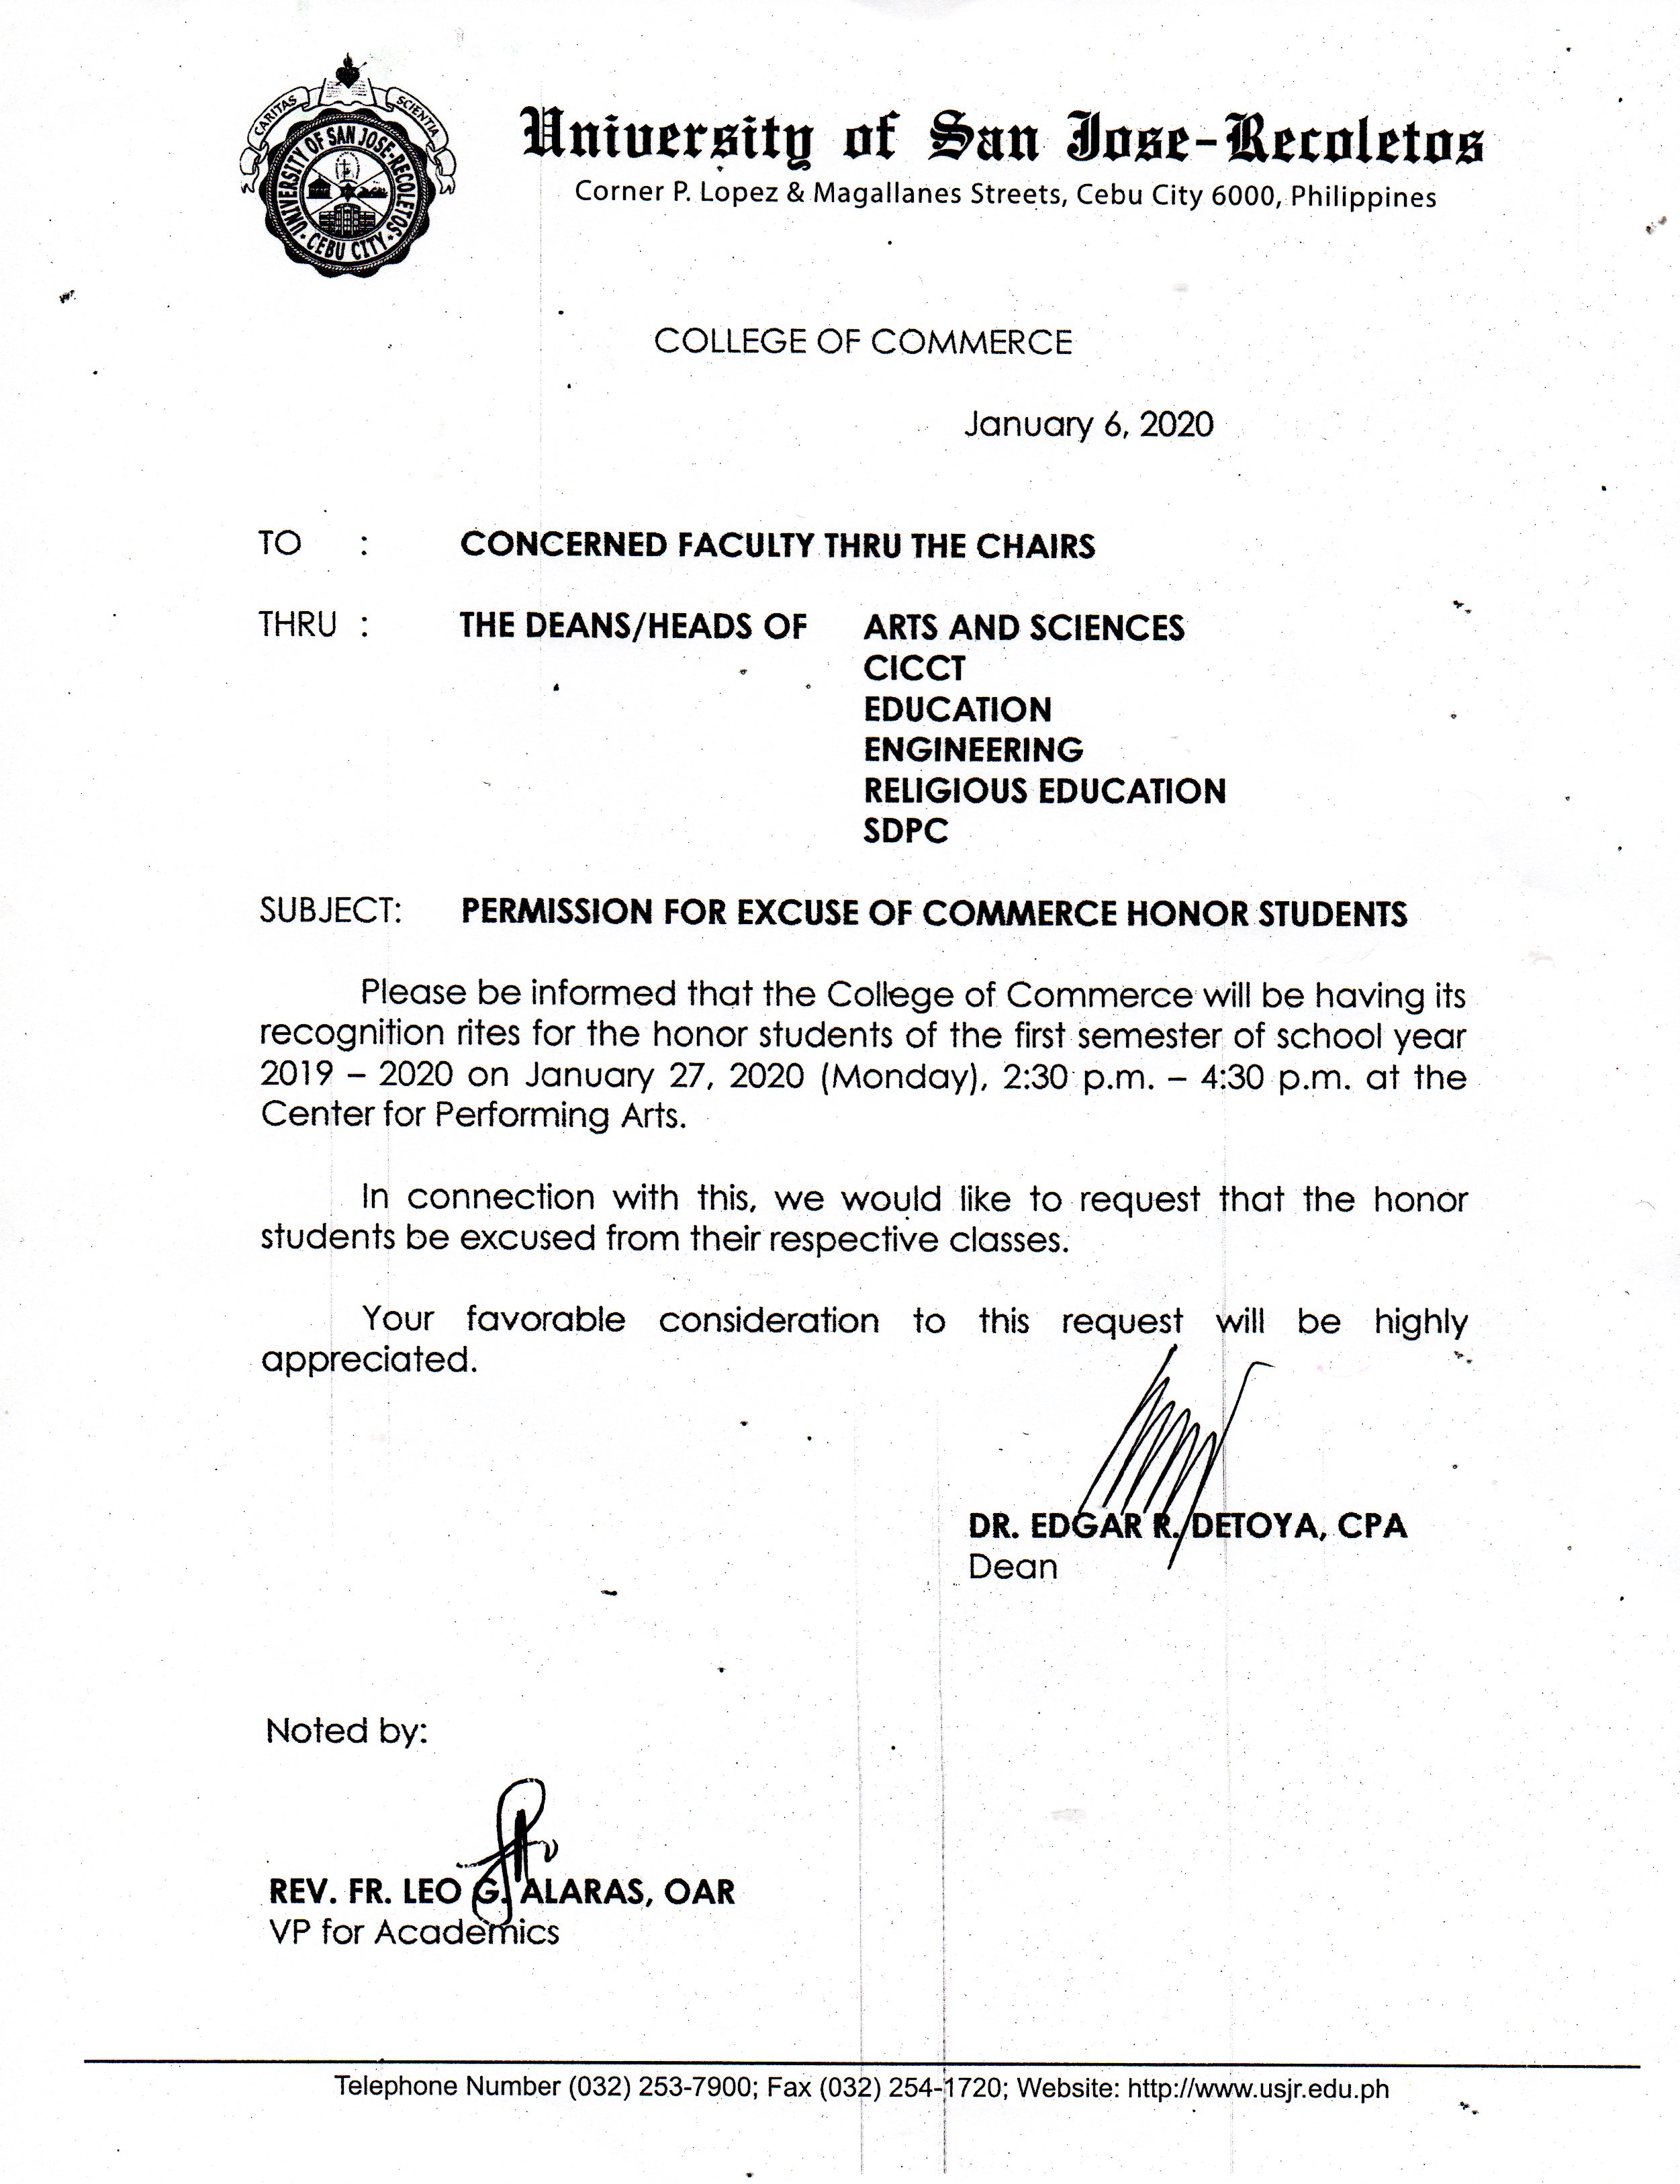 CARITAS SCIENTIA
UNIVERSITY OF SAN JOSE-RECOLETOS
CEBU CITY
University of San Jose-Recoletos
Corner P. Lopez & Magallanes Streets, Cebu City 6000, Philippines
COLLEGE OF COMMERCE
January 6, 2020
TO : CONCERNED FACULTY THRU THE CHAIRS
THRU : THE DEANS/HEADS OF ARTS AND SCIENCES
CICCT
EDUCATION
ENGINEERING
RELIGIOUS EDUCATION
SDPC
SUBJECT: PERMISSION FOR EXCUSE OF COMMERCE HONOR STUDENTS
Please be informed that the College of Commerce will be having its
recognition rites for the honor students of the first semester of school year
2019 – 2020 on January 27, 2020 (Monday), 2:30 p.m. – 4:30 p.m. at the
Center for Performing Arts.
In connection with this, we would like to request that the honor
students be excused from their respective classes.
Your favorable consideration to this request will be highly
appreciated.
DR. EDGAR R. DETOYA, CPA
Dean
Noted by:
REV. FR. LEO G. ALARAS, OAR
VP for Academics
Telephone Number (032) 253-7900; Fax (032) 254-1720; Website: http://www.usjr.edu.ph